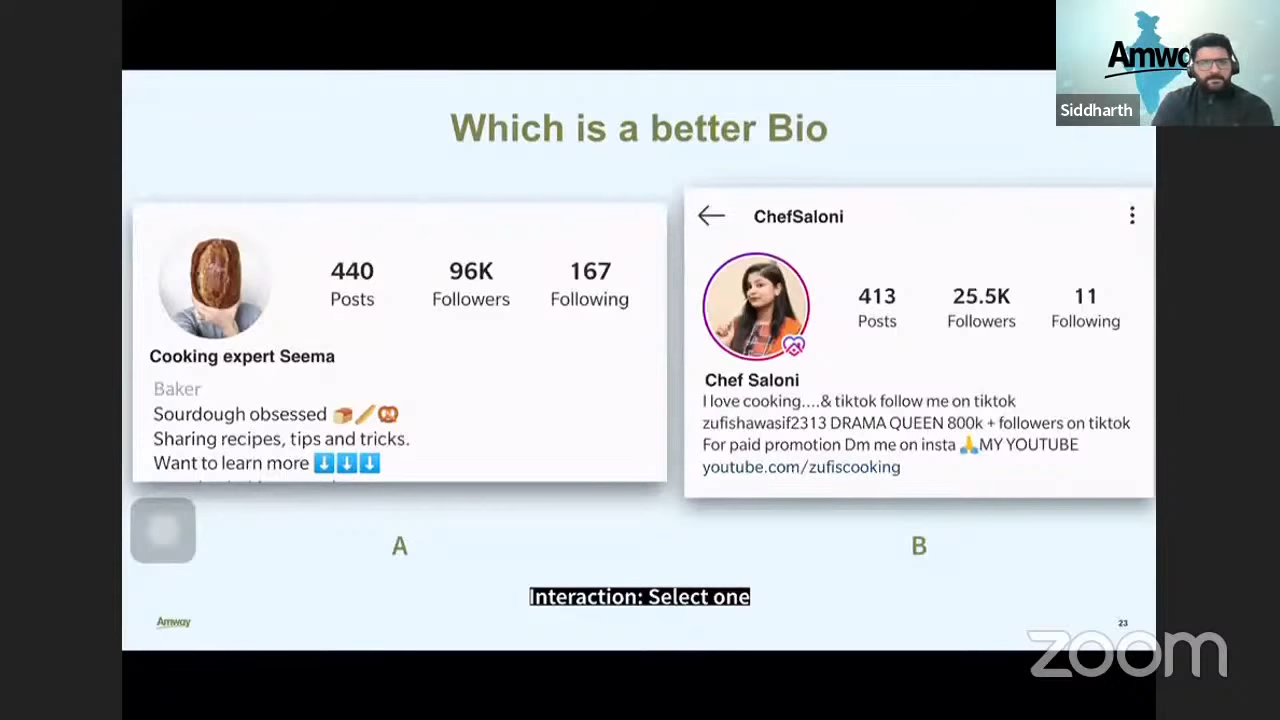 Amw
Siddharth
Which is a better Bio
440
96K
167
Posts
Followers
Following
Cooking expert Seema
Baker
Sourdough obsessed
Sharing recipes, tips and tricks.
Want to learn more
A
ChefSaloni
413
25.5K
11
Posts
Followers
Following
Chef Saloni
I love cooking....& tiktok follow me on tiktok
zufishawasif2313 DRAMA QUEEN 800k + followers on tiktok
For paid promotion Dm me on insta 🙏MY YOUTUBE
youtube.com/zufiscooking
B
Interaction: Select one
Amway
23
zoom